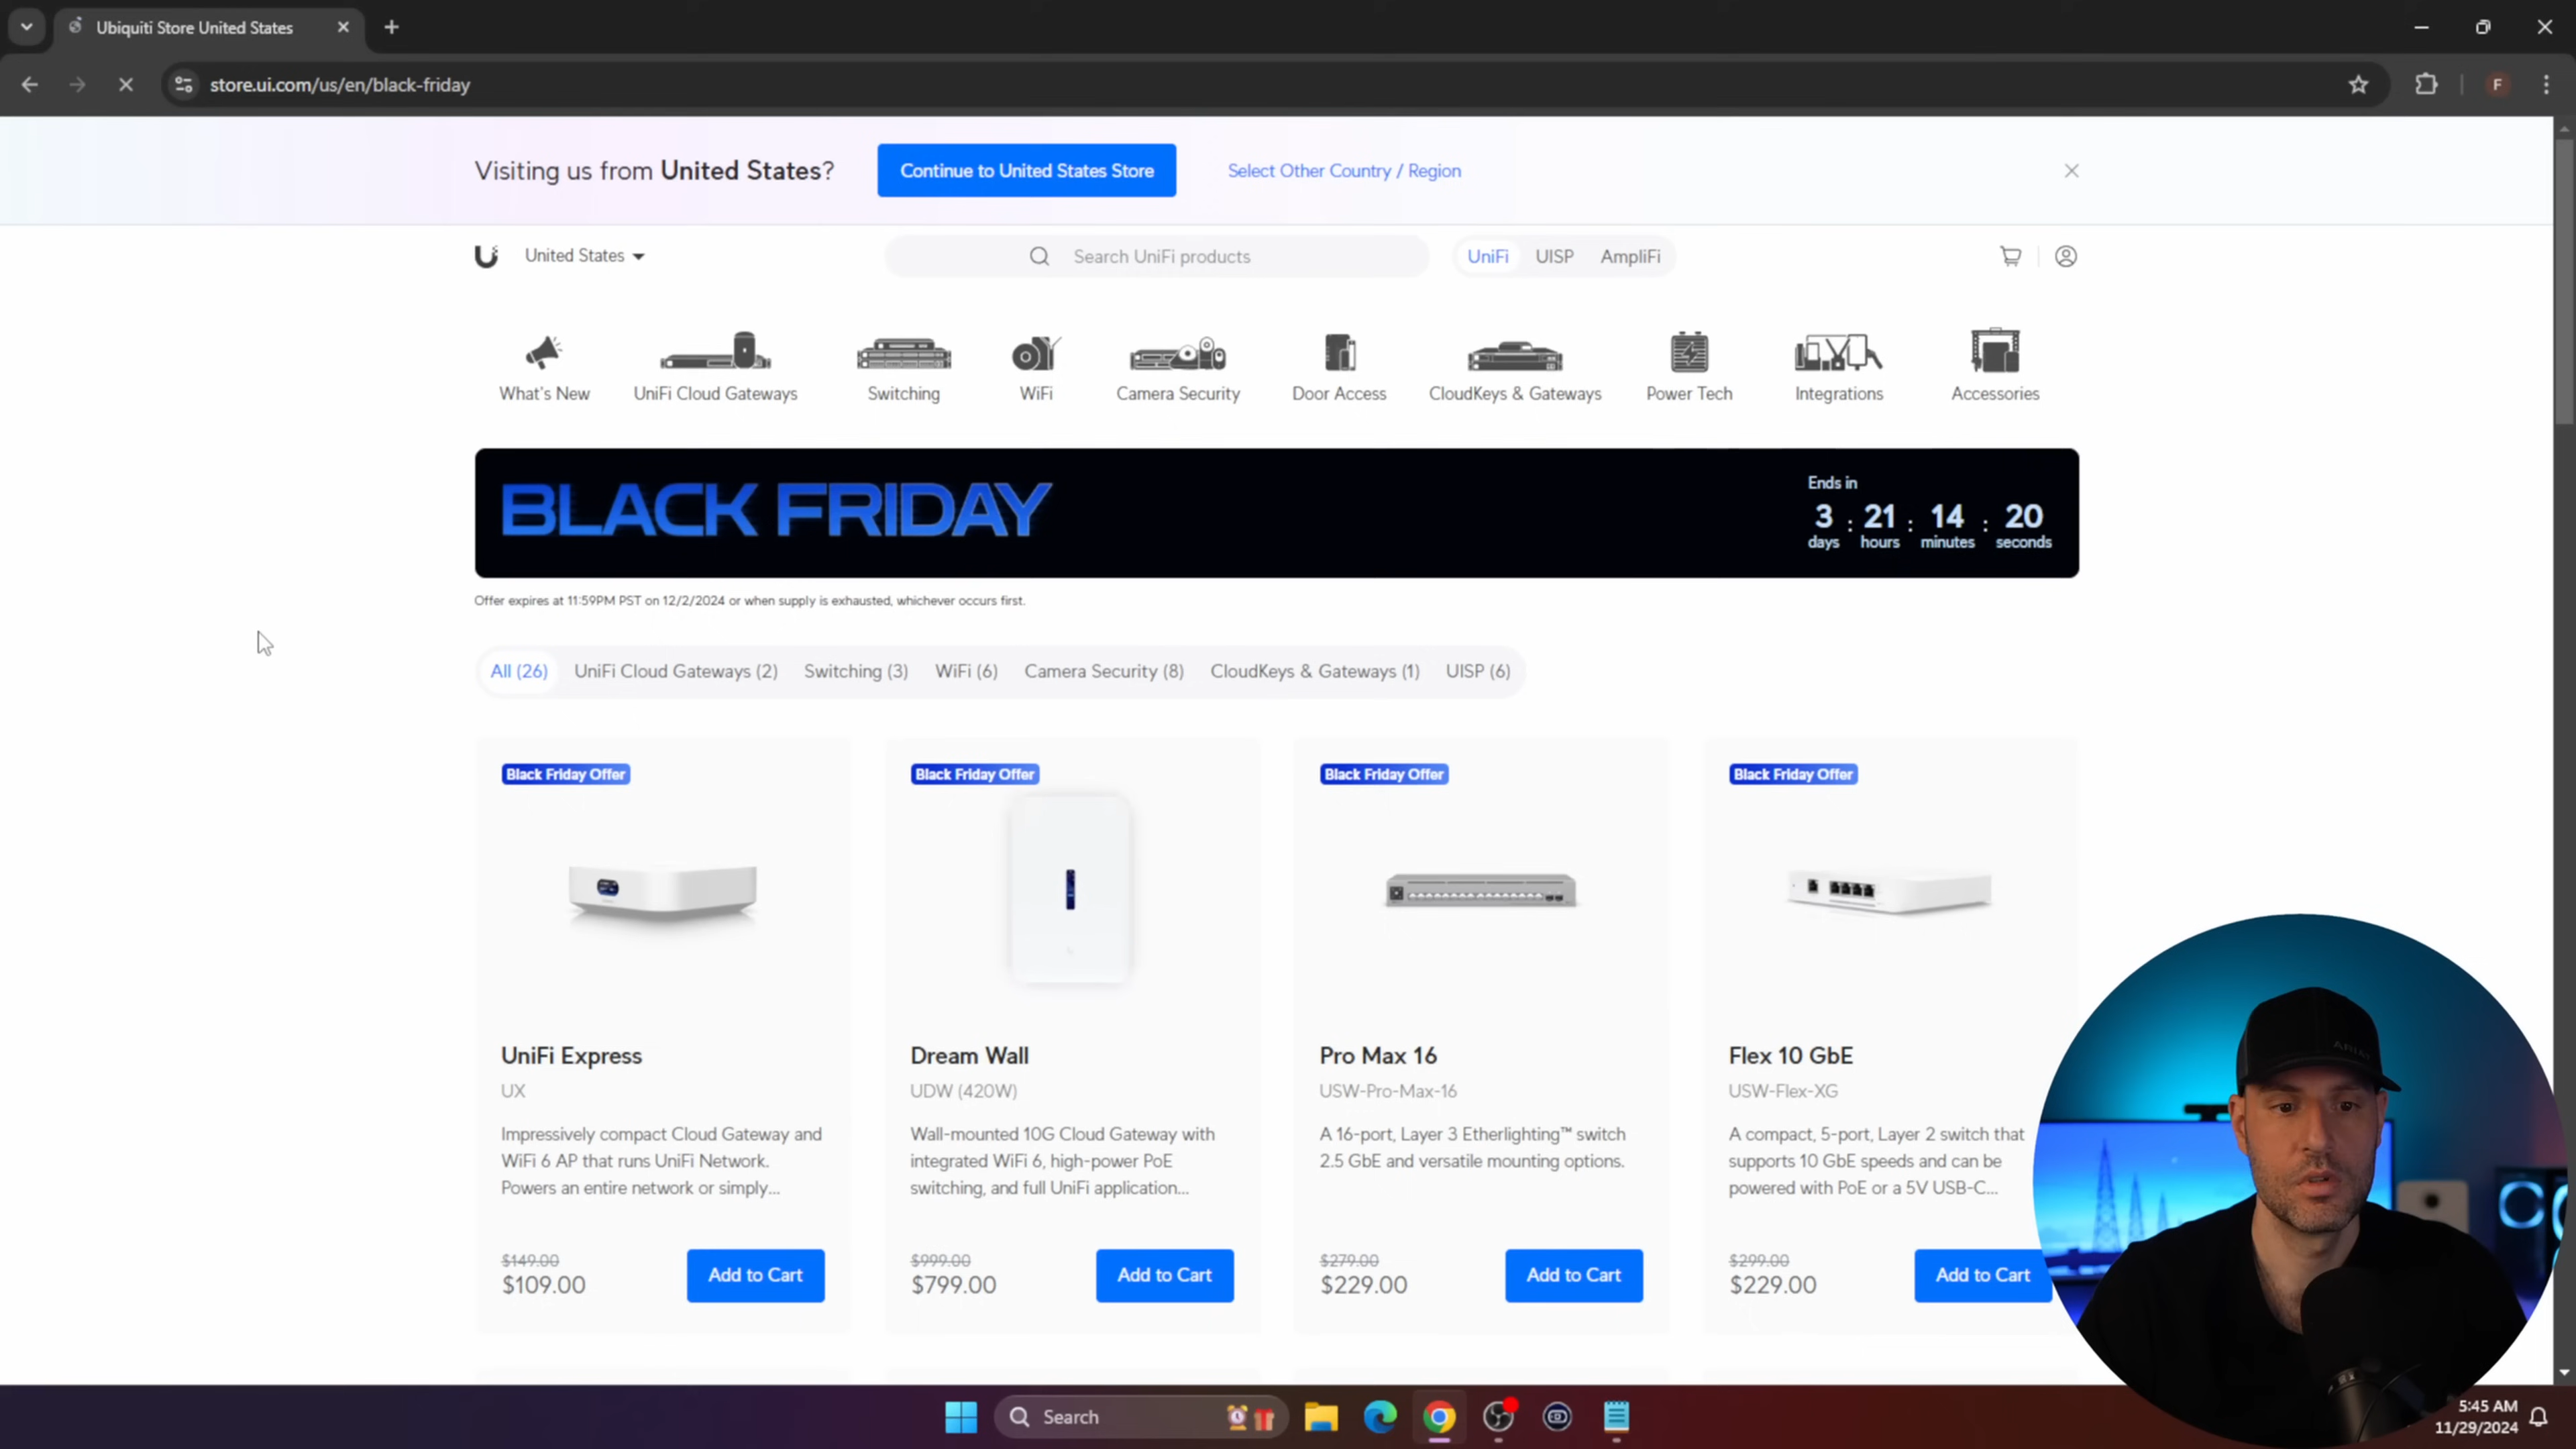 Ubiquiti Store United States
store.ui.com/us/en/black-friday
F
Visiting us from United States?
Continue to United States Store
Select Other Country / Region
United States
Search UniFi products
UniFi
UISP
AmpliFi
What's New
UniFi Cloud Gateways
Switching
WiFi
Camera Security
Door Access
CloudKeys & Gateways
Power Tech
Integrations
Accessories
BLACK FRIDAY
Ends in
3 : 21 : 14 : 20
days hours minutes seconds
Offer expires at 11:59PM PST on 12/2/2024 or when supply is exhausted, whichever occurs first.
All (26)
UniFi Cloud Gateways (2)
Switching (3)
WiFi (6)
Camera Security (8)
CloudKeys & Gateways (1)
UISP (6)
Black Friday Offer
UniFi Express
UX
Impressively compact Cloud Gateway and
WiFi 6 AP that runs UniFi Network.
Powers an entire network or simply...
$149.00
$109.00
Add to Cart
Black Friday Offer
Dream Wall
UDW (420W)
Wall-mounted 10G Cloud Gateway with
integrated WiFi 6, high-power PoE
switching, and full UniFi application...
$999.00
$799.00
Add to Cart
Black Friday Offer
Pro Max 16
USW-Pro-Max-16
A 16-port, Layer 3 Etherlighting™ switch
2.5 GbE and versatile mounting options.
$279.00
$229.00
Add to Cart
Black Friday Offer
Flex 10 GbE
USW-Flex-XG
A compact, 5-port, Layer 2 switch that
supports 10 GbE speeds and can be
powered with PoE or a 5V USB-C...
$299.00
$229.00
Add to Cart
Search
5:45 AM
11/29/2024